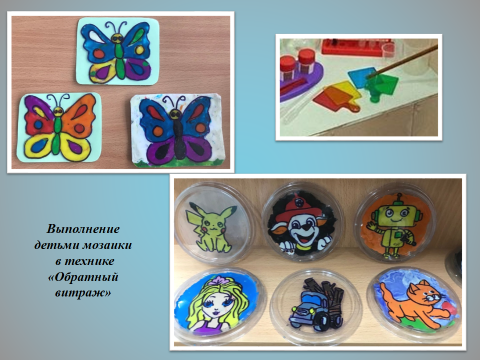 Выполнение
детьми мозаики
в технике
«Обратный
витраж»